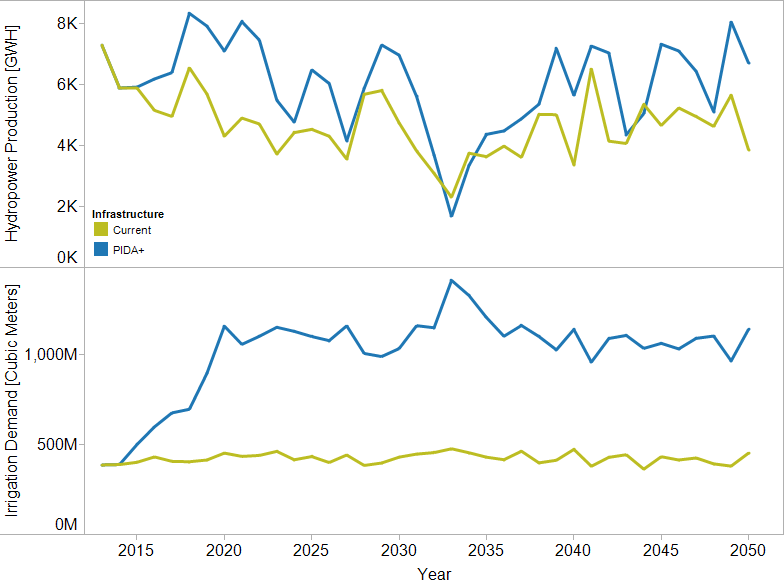 Hydropower Production [GWH]
8K
6K
4K
2K
0K
Infrastructure
Current
PIDA+
Irrigation Demand [Cubic Meters]
1,000M
500M
0M
2015 2020 2025 2030 2035 2040 2045 2050
Year